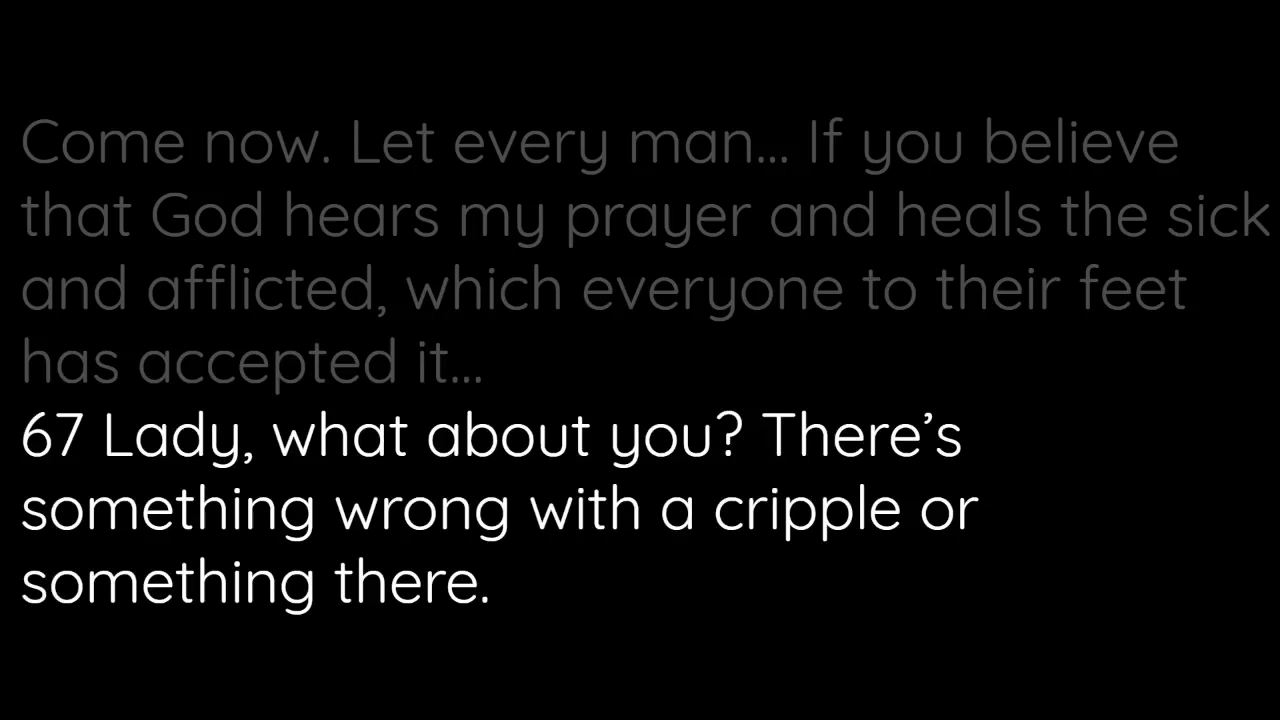 Come now. Let every man... If you believe
that God hears my prayer and heals the sick
and afflicted, which everyone to their feet
has accepted it...
67 Lady, what about you? There’s
something wrong with a cripple or
something there.